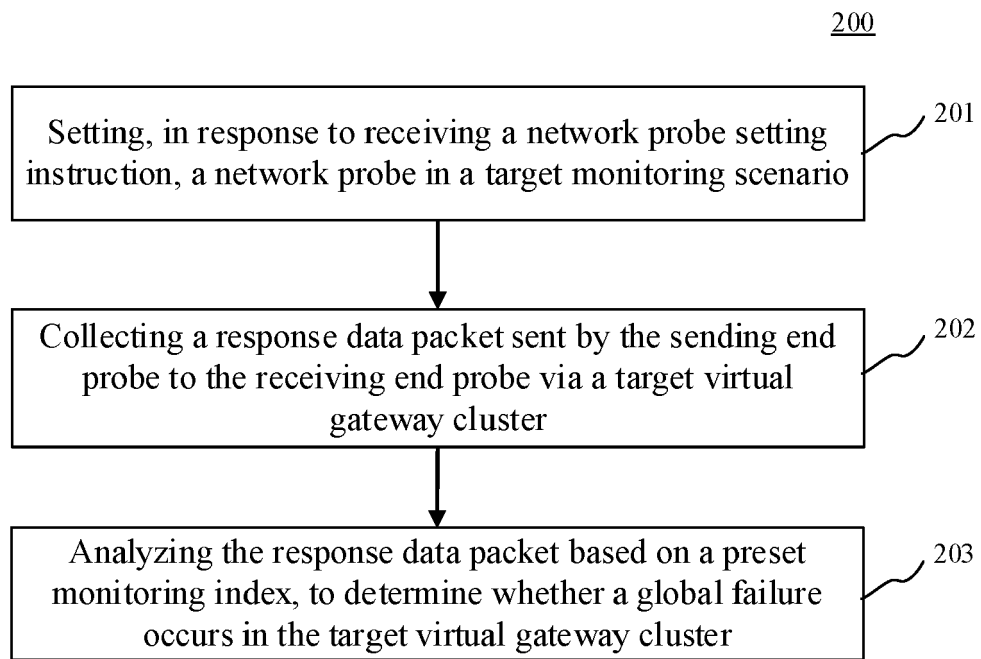 200
Setting, in response to receiving a network probe setting
instruction, a network probe in a target monitoring scenario
201
Collecting a response data packet sent by the sending end
probe to the receiving end probe via a target virtual
gateway cluster
202
Analyzing the response data packet based on a preset
monitoring index, to determine whether a global failure
occurs in the target virtual gateway cluster
203